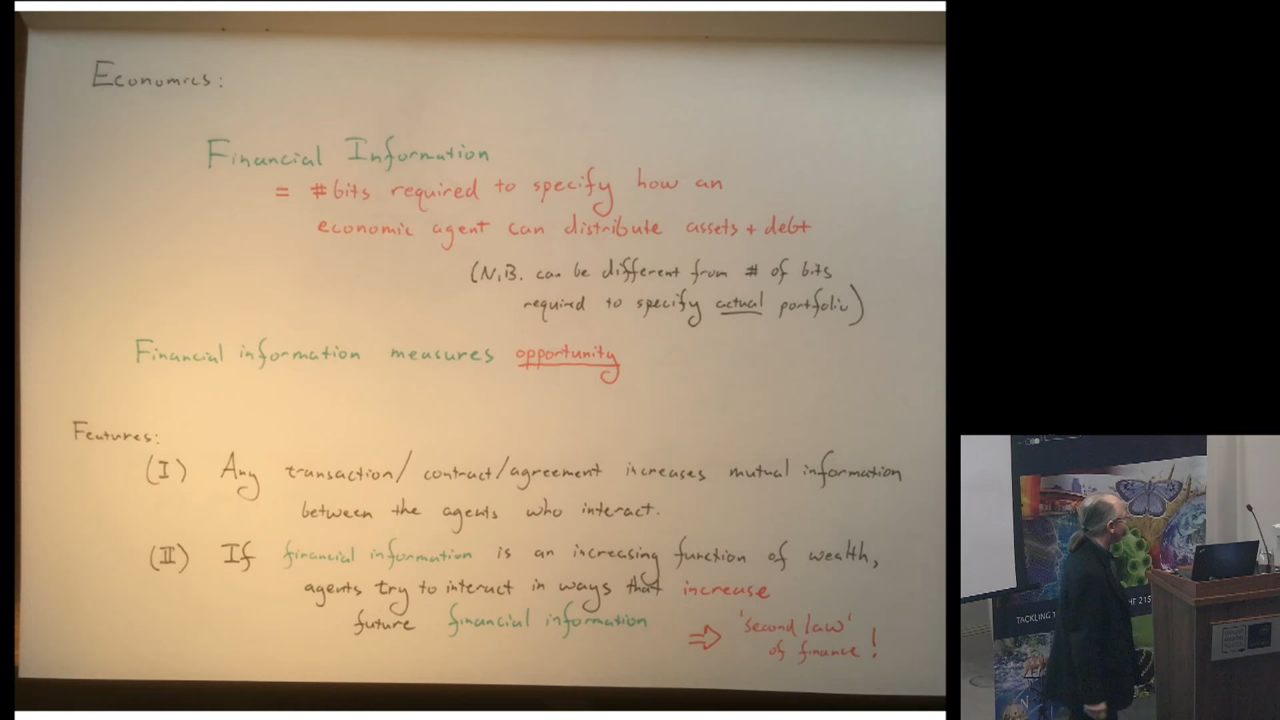 Economics:
Financial Information
= # bits required to specify how an
economic agent can distribute assets + debt
(N.B. can be different from # of bits
required to specify actual portfolio)
Financial information measures opportunity
Features:
(I) Any transaction/contract/agreement increases mutual information
between the agents who interact.
(II) If financial information is an increasing function of wealth,
agents try to interact in ways that increase
future financial information
⇒ 'second law'
of finance!
TACKLING T
HE 21S